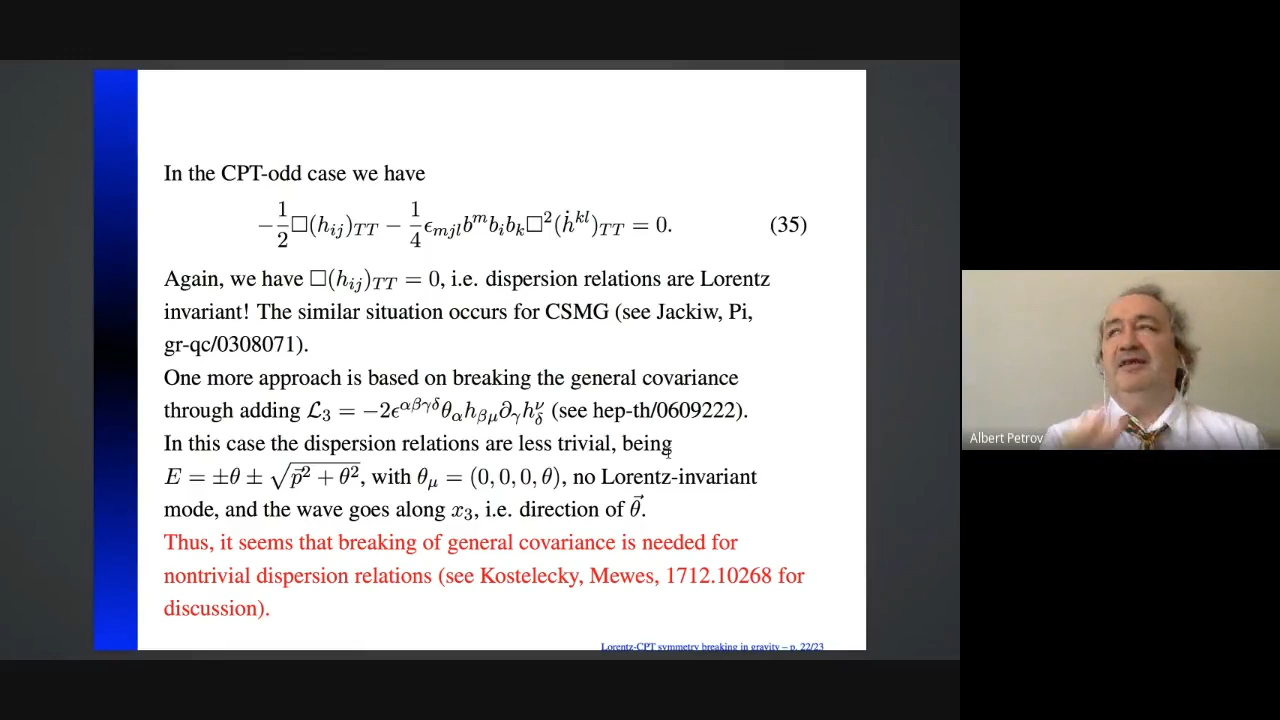 In the CPT-odd case we have
−\frac{1}{2}□(h_{ij})_{TT} − \frac{1}{4}ϵ_{mjl}b^m b_i b_k □^2(\dot{h}^{kl})_{TT} = 0. (35)
Again, we have □(h_{ij})_{TT} = 0, i.e. dispersion relations are Lorentz
invariant! The similar situation occurs for CSMG (see Jackiw, Pi,
gr-qc/0308071).
One more approach is based on breaking the general covariance
through adding ℒ_3 = −2ϵ^{αβγδ}θ_α h_{βμ}∂_γ h^ν_δ (see hep-th/0609222).
In this case the dispersion relations are less trivial, being
E = ±θ ± \sqrt{\vec{p}^2 + θ^2}, with θ_μ = (0, 0, 0, θ), no Lorentz-invariant
mode, and the wave goes along x_3, i.e. direction of \vec{θ}.
Thus, it seems that breaking of general covariance is needed for
nontrivial dispersion relations (see Kostelecky, Mewes, 1712.10268 for
discussion).
Lorentz-CPT symmetry breaking in gravity – p. 22/23
Albert Petrov